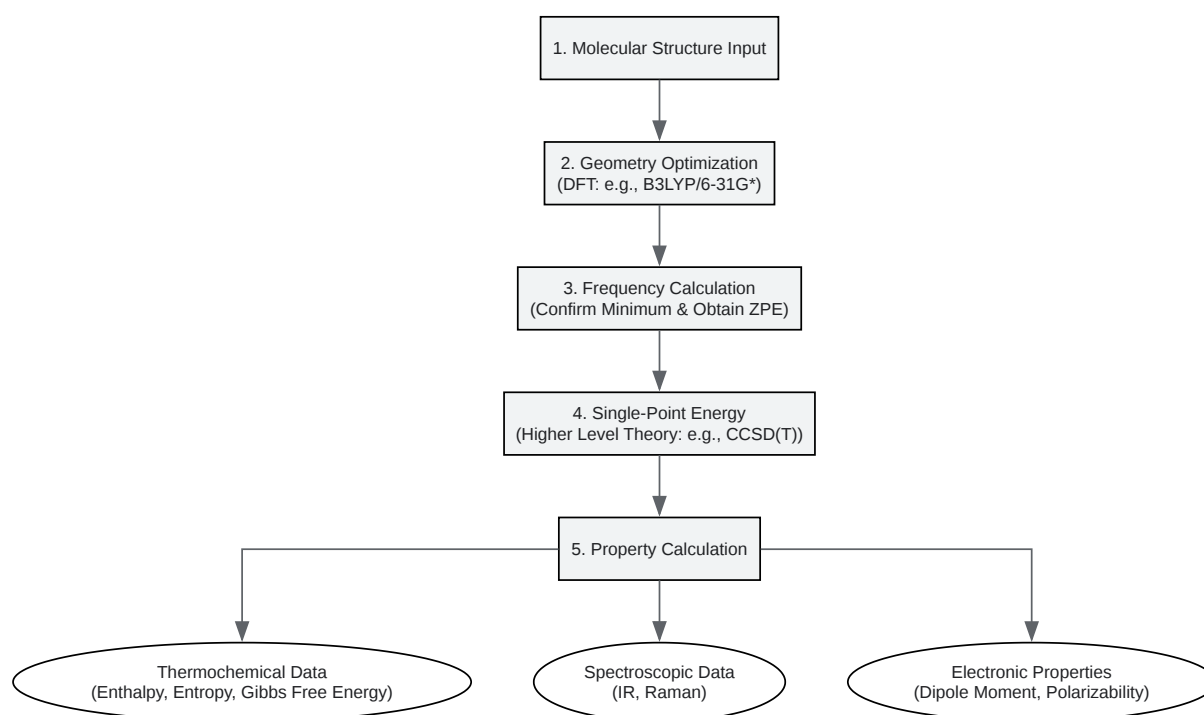 1. Molecular Structure Input
2. Geometry Optimization
(DFT: e.g., B3LYP/6-31G*)
3. Frequency Calculation
(Confirm Minimum & Obtain ZPE)
4. Single-Point Energy
(Higher Level Theory: e.g., CCSD(T))
5. Property Calculation
Thermochemical Data
(Enthalpy, Entropy, Gibbs Free Energy)
Spectroscopic Data
(IR, Raman)
Electronic Properties
(Dipole Moment, Polarizability)